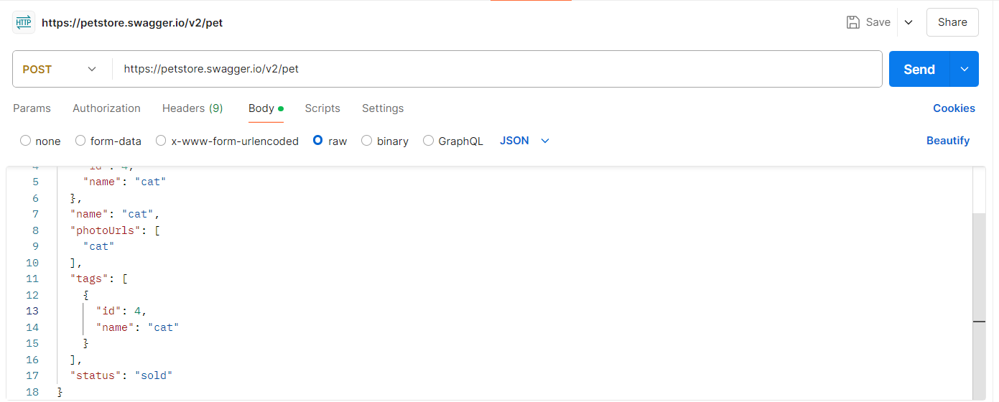 HTTP https://petstore.swagger.io/v2/pet Save Share
POST https://petstore.swagger.io/v2/pet Send
Params Authorization Headers (9) Body Scripts Settings Cookies
none form-data x-www-form-urlencoded raw binary GraphQL JSON Beautify
4 "id": 4,
5 "name": "cat"
6 },
7 "name": "cat",
8 "photoUrls": [
9 "cat"
10 ],
11 "tags": [
12 {
13 "id": 4,
14 "name": "cat"
15 }
16 ],
17 "status": "sold"
18 }